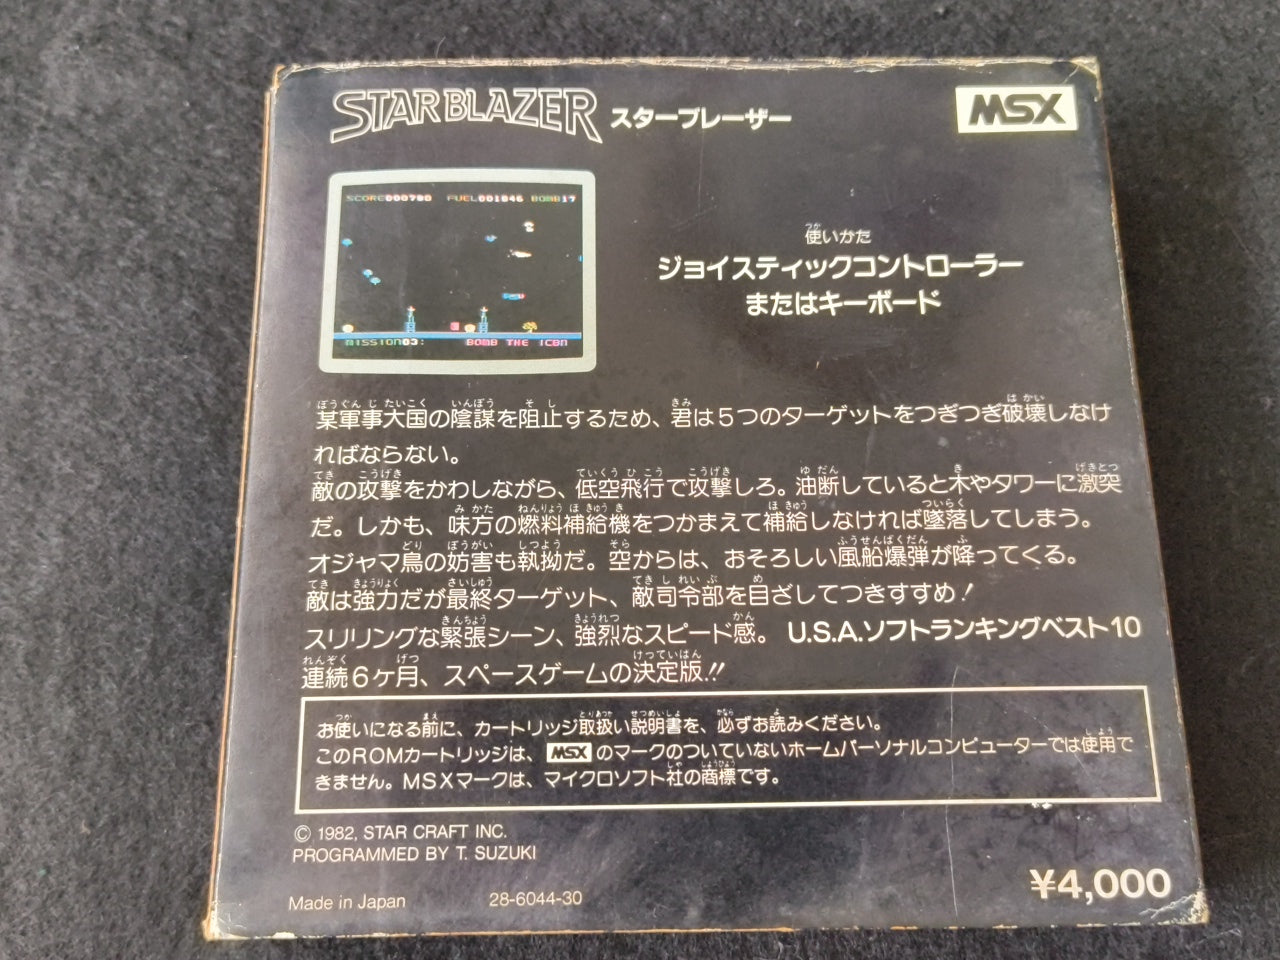 STARBLAZER スターブレーザー
MSX
SCORE000780 FUEL001846 BOMB17
MISSION03: BOMB THE ICBM
使いかた
ジョイスティックコントローラー
またはキーボード
某軍事大国の陰謀を阻止するため、君は5つのターゲットをつぎつぎ破壊しなけ
ればならない。
敵の攻撃をかわしながら、低空飛行で攻撃しろ。油断していると木やタワーに激突
だ。しかも、味方の燃料補給機をつかまえて補給しなければ墜落してしまう。
オジャマ鳥の妨害も執拗だ。空からは、おそろしい風船爆弾が降ってくる。
敵は強力だが最終ターゲット、敵司令部を目ざしてつきすすめ!
スリリングな緊張シーン、強烈なスピード感。 U.S.A.ソフトランキングベスト10
連続6ヶ月、スペースゲームの決定版!!
お使いになる前に、カートリッジ取扱い説明書を、必ずお読みください。
このROMカートリッジは、MSXのマークのついていないホームパーソナルコンピューターでは使用で
きません。MSXマークは、マイクロソフト社の商標です。
© 1982, STAR CRAFT INC.
PROGRAMMED BY T. SUZUKI
¥4,000
Made in Japan 28-6044-30